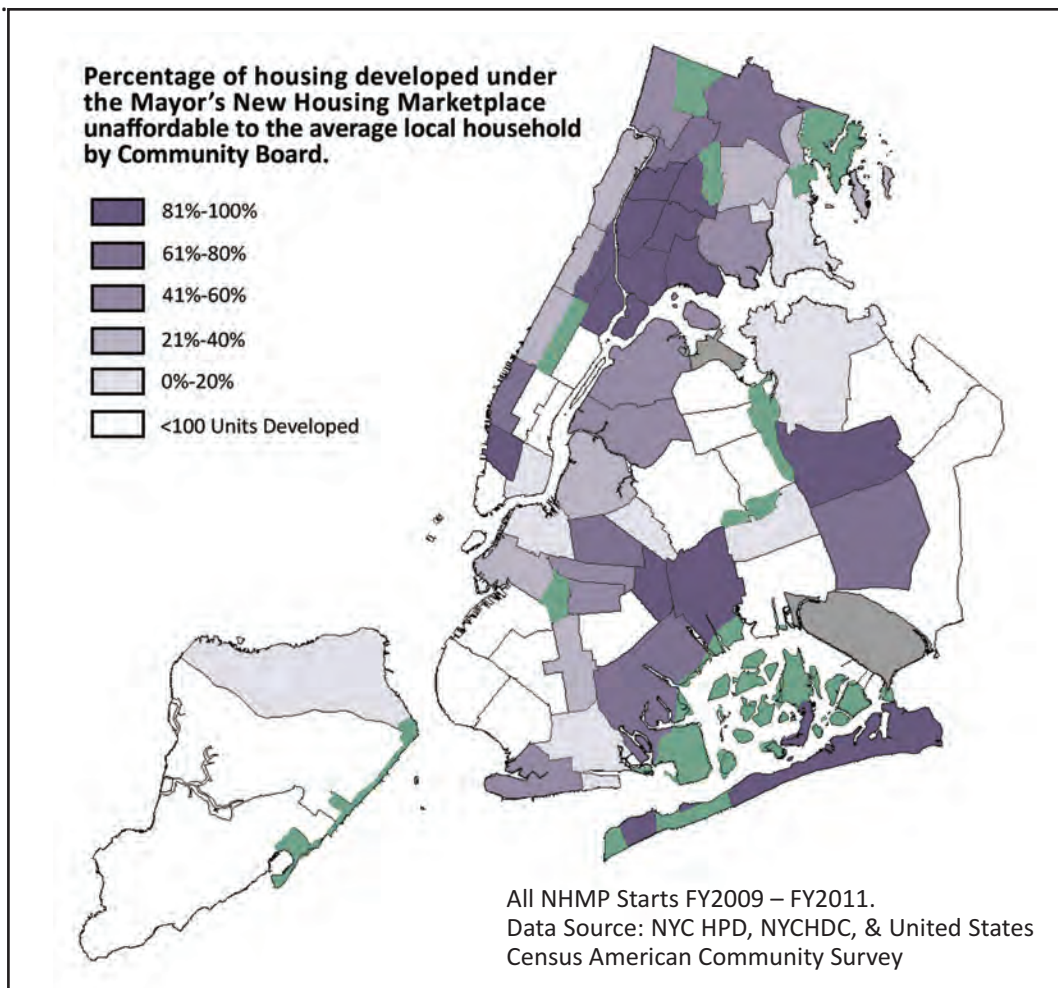 Percentage of housing developed under
the Mayor's New Housing Marketplace
unaffordable to the average local household
by Community Board.
81%-100%
61%-80%
41%-60%
21%-40%
0%-20%
<100 Units Developed
All NHMP Starts FY2009 – FY2011.
Data Source: NYC HPD, NYCHDC, & United States
Census American Community Survey